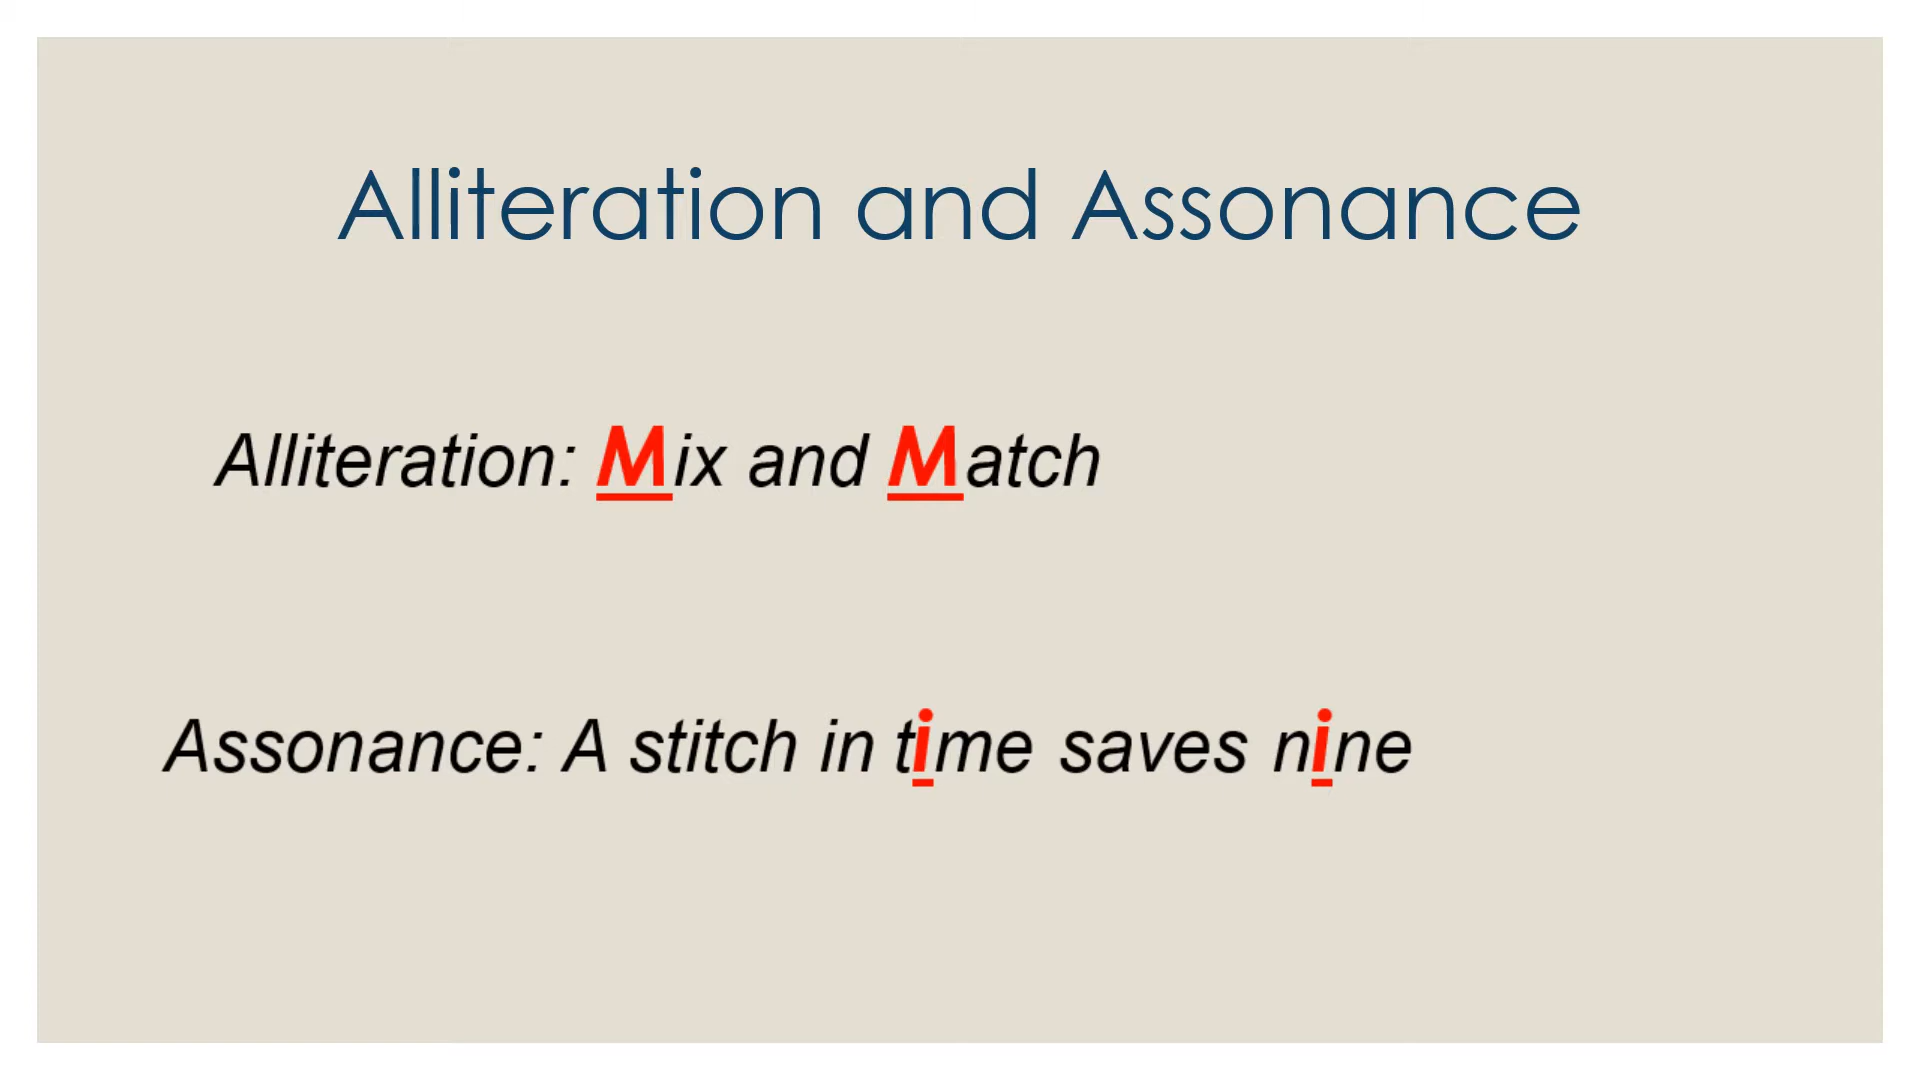 Alliteration and Assonance
Alliteration: Mix and Match
Assonance: A stitch in time saves nine